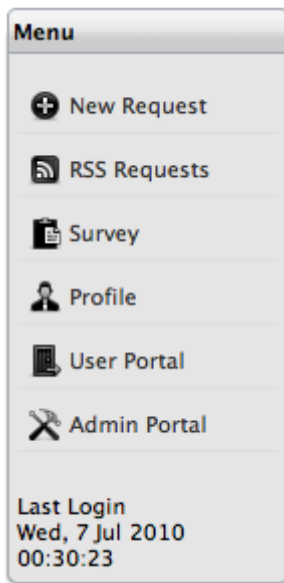 Menu
New Request
RSS Requests
Survey
Profile
User Portal
Admin Portal
Last Login
Wed, 7 Jul 2010
00:30:23